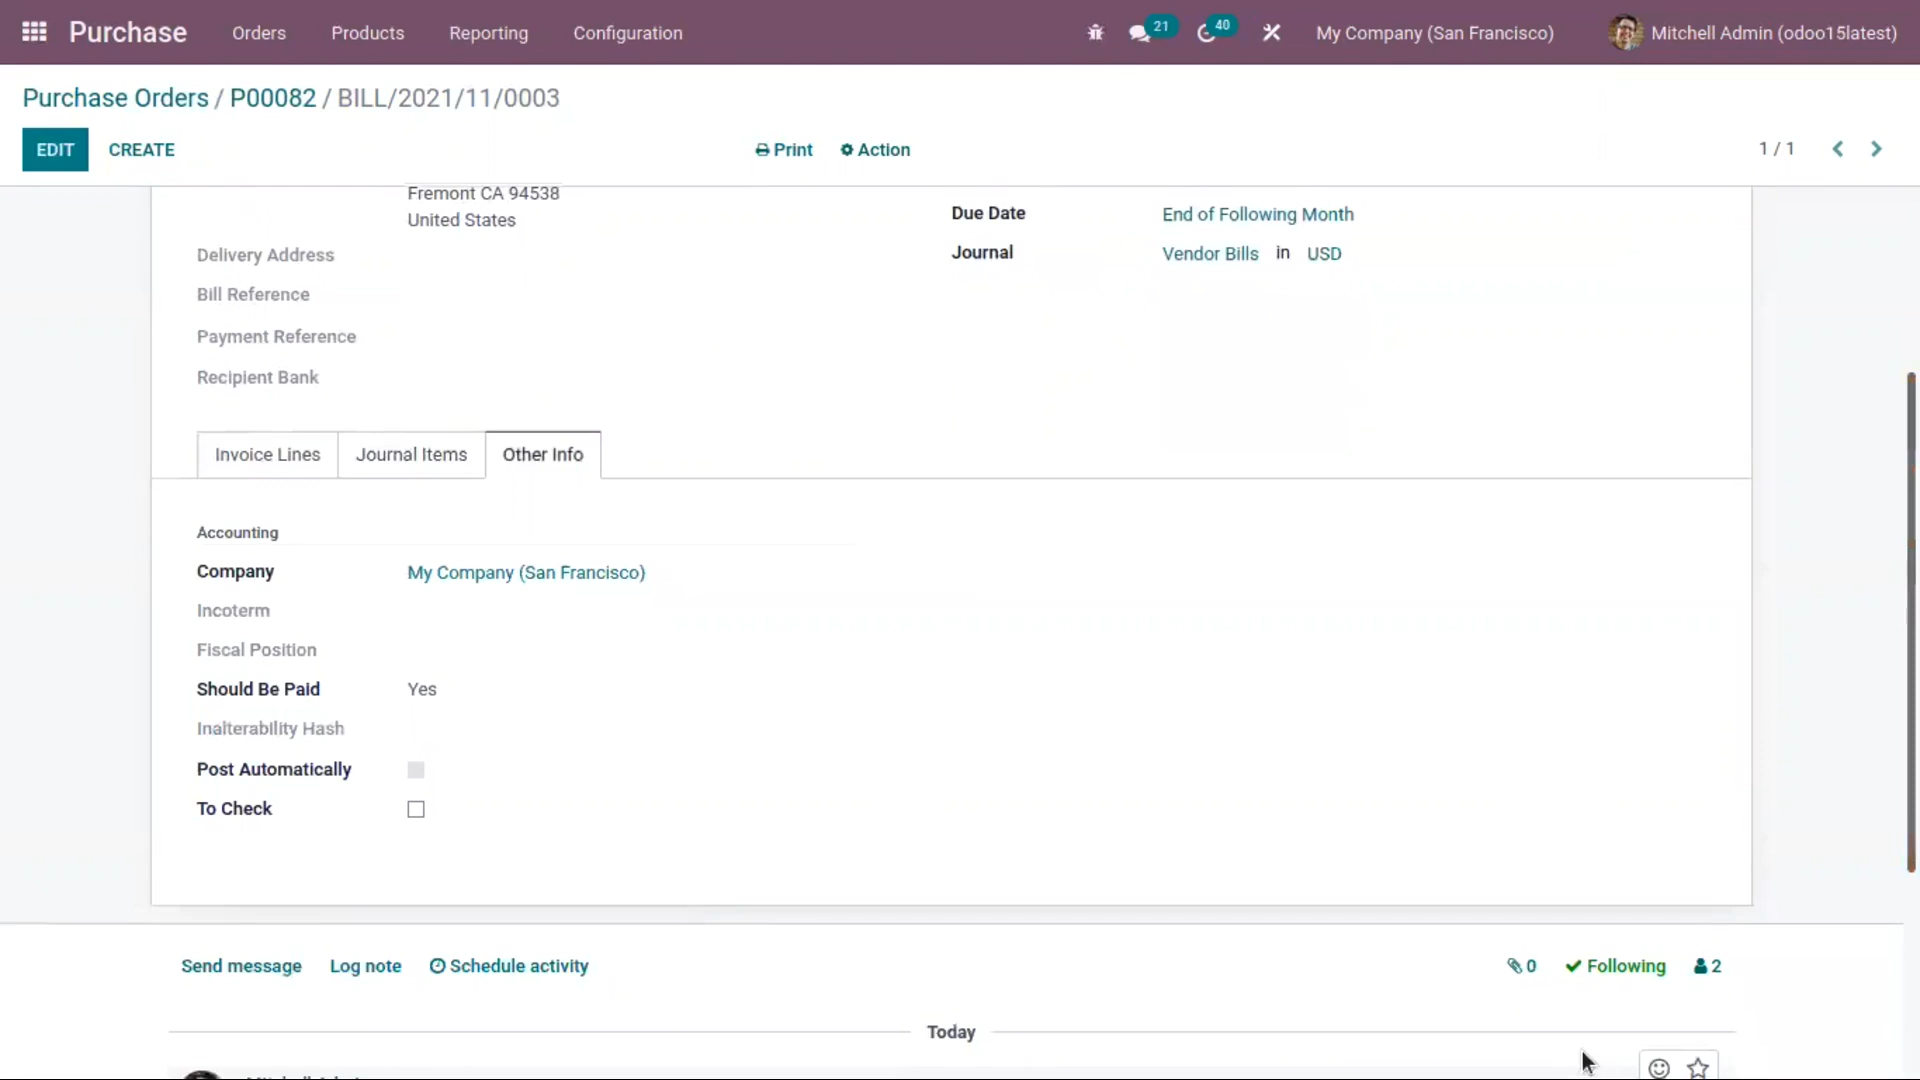 Purchase Orders Products Reporting Configuration 21 40 My Company (San Francisco) Mitchell Admin (odoo15latest)
Purchase Orders / P00082 / BILL/2021/11/0003
EDIT CREATE Print Action 1 / 1
Fremont CA 94538
United States
Due Date End of Following Month
Journal Vendor Bills in USD
Delivery Address
Bill Reference
Payment Reference
Recipient Bank
Invoice Lines Journal Items Other Info
Accounting
Company My Company (San Francisco)
Incoterm
Fiscal Position
Should Be Paid Yes
Inalterability Hash
Post Automatically
To Check
Send message Log note Schedule activity 0 Following 2
Today